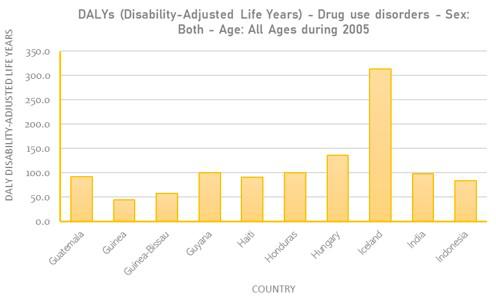 DALYs (Disability-Adjusted Life Years) - Drug use disorders - Sex:
Both - Age: All Ages during 2005
DALY DISABILITY-ADJUSTED LIFE YEARS
350.0
300.0
250.0
200.0
150.0
100.0
50.0
0.0
Guatemala
Guinea
Guinea-Bissau
Guyana
Haiti
Honduras
Hungary
Iceland
India
Indonesia
COUNTRY